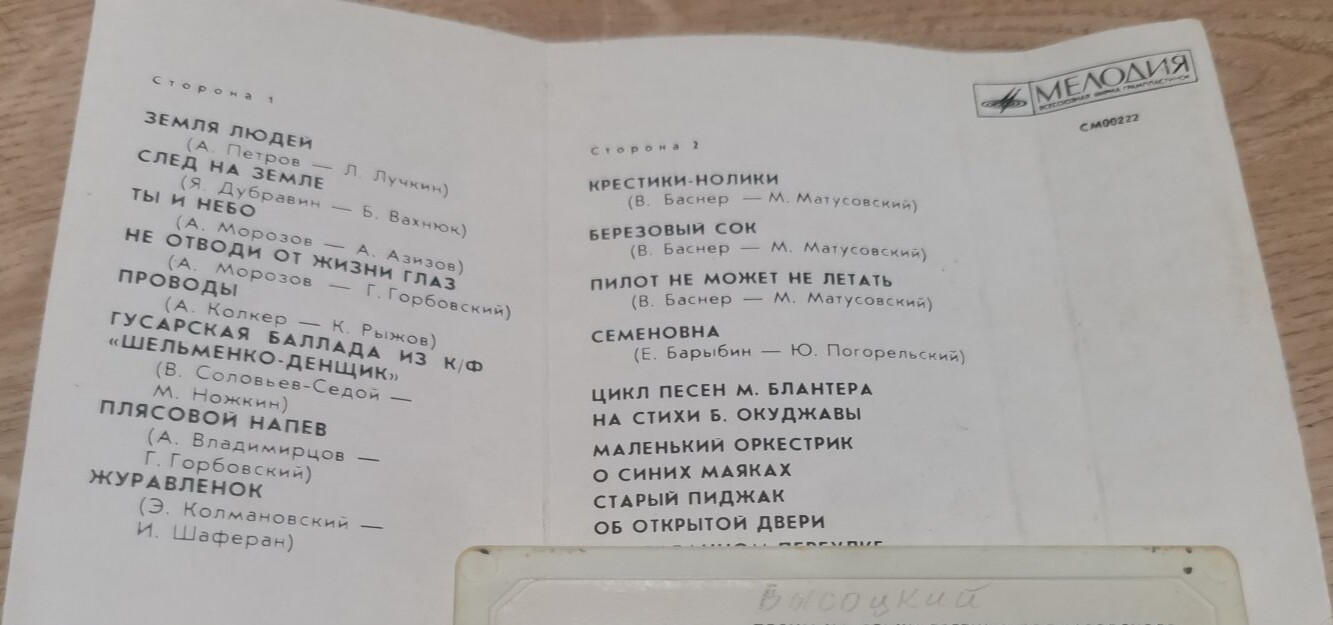 Сторона 1
ЗЕМЛЯ ЛЮДЕЙ
(А. Петров — Л. Лучкин)
СЛЕД НА ЗЕМЛЕ
(Я. Дубравин — Б. Вахнюк)
ТЫ И НЕБО
(А. Морозов — А. Азизов)
НЕ ОТВОДИ ОТ ЖИЗНИ ГЛАЗ
(А. Морозов — Г. Горбовский)
ПРОВОДЫ
(А. Колкер — К. Рыжов)
ГУСАРСКАЯ БАЛЛАДА ИЗ К/Ф
«ШЕЛЬМЕНКО-ДЕНЩИК»
(В. Соловьев-Седой —
М. Ножкин)
ПЛЯСОВОЙ НАПЕВ
(А. Владимирцов —
Г. Горбовский)
ЖУРАВЛЕНОК
(Э. Колмановский —
И. Шаферан)
МЕЛОДИЯ
ВСЕСОЮЗНАЯ ФИРМА ГРАМПЛАСТИНОК
СМ00222
Сторона 2
КРЕСТИКИ-НОЛИКИ
(В. Баснер — М. Матусовский)
БЕРЕЗОВЫЙ СОК
(В. Баснер — М. Матусовский)
ПИЛОТ НЕ МОЖЕТ НЕ ЛЕТАТЬ
(В. Баснер — М. Матусовский)
СЕМЕНОВНА
(Е. Барыбин — Ю. Погорельский)
ЦИКЛ ПЕСЕН М. БЛАНТЕРА
НА СТИХИ Б. ОКУДЖАВЫ
МАЛЕНЬКИЙ ОРКЕСТРИК
О СИНИХ МАЯКАХ
СТАРЫЙ ПИДЖАК
ОБ ОТКРЫТОЙ ДВЕРИ
ПЕРЕУЛКЕ
Высоцкий